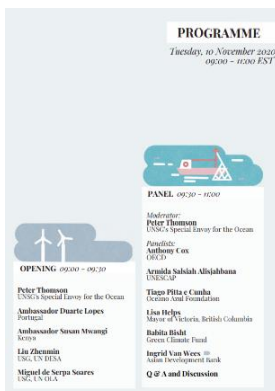 PROGRAMME
Tuesday, 10 November 2020
09:00 - 11:00 EST
OPENING 09:00 - 09:30
Peter Thomson
UNSG's Special Envoy for the Ocean
Ambassador Duarte Lopes
Portugal
Ambassador Susan Mwangi
Kenya
Liu Zhenmin
USG, UN DESA
Miguel de Serpa Soares
USG, UN OLA
PANEL 09:30 - 11:00
Moderator:
Peter Thomson
UNSG's Special Envoy for the Ocean
Panelists:
Anthony Cox
OECD
Armida Salsiah Alisjahbana
UNESCAP
Tiago Pitta e Cunha
Oceano Azul Foundation
Lisa Helps
Mayor of Victoria, British Columbia
Babita Bisht
Green Climate Fund
Ingrid Van Wees
Asian Development Bank
Q & A and Discussion